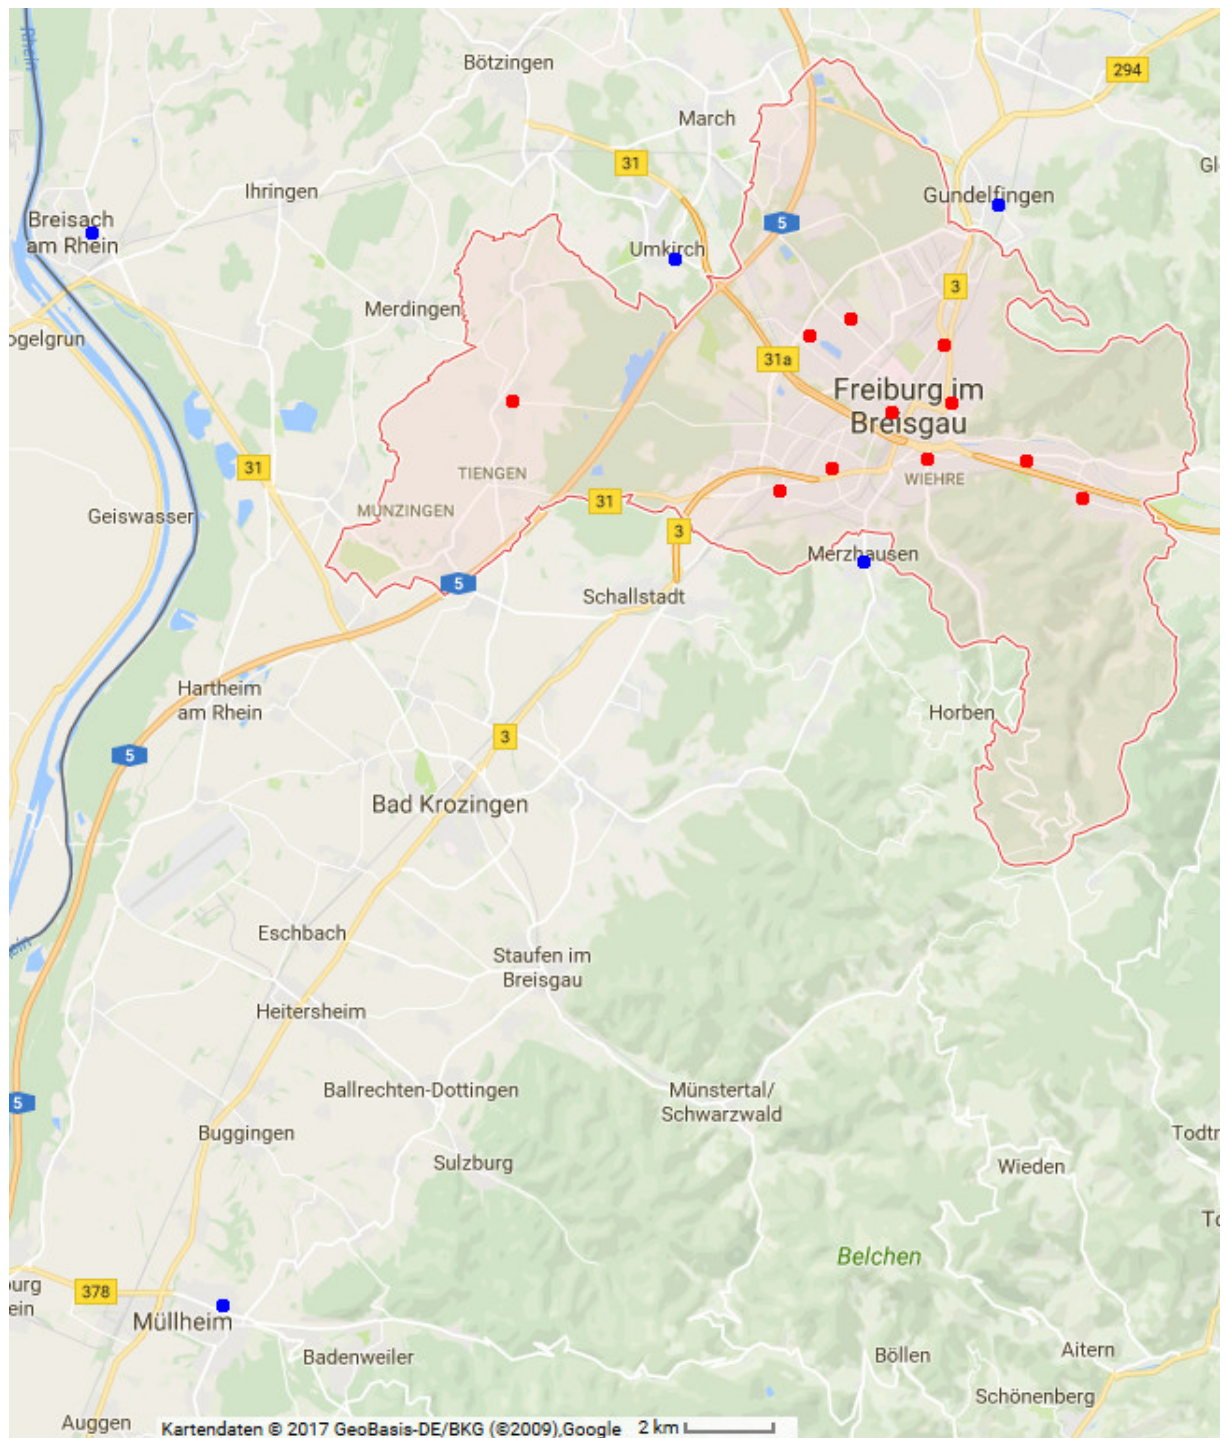 Rhein
Bötzingen
294
March
31
Ihringen
Gundelfingen
Breisach
am Rhein
5
Umkirch
3
Merdingen
ogelgrun
31a
Freiburg im
Breisgau
31
TIENGEN
WIEHRE
MUNZINGEN
31
Geiswasser
3
Merzhausen
5
Schallstadt
Hartheim
am Rhein
Horben
3
5
Bad Krozingen
Eschbach
ein
Staufen im
Breisgau
Heitersheim
Ballrechten-Dottingen
Münstertal/
Schwarzwald
5
Buggingen
Todtr
Sulzburg
Wieden
Belchen
burg
ein
378
Müllheim
Badenweiler
Böllen
Aitern
Schönenberg
Auggen
Kartendaten © 2017 GeoBasis-DE/BKG (©2009),Google 2 km